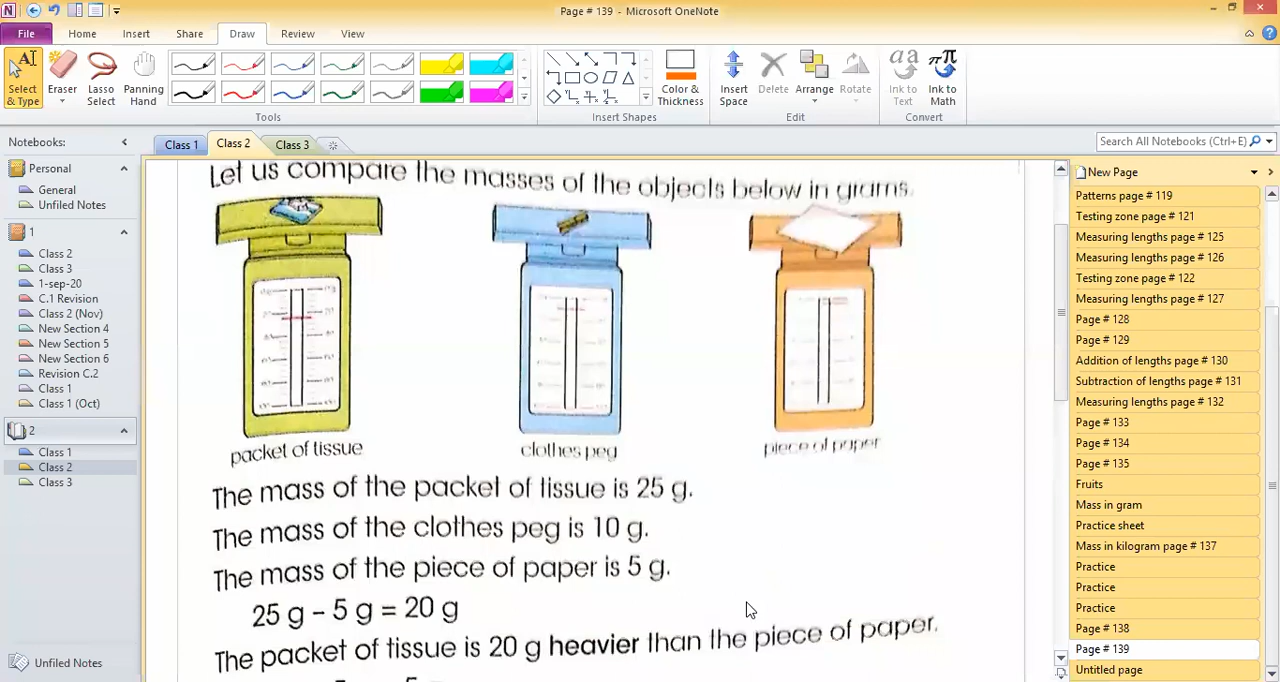 Page # 139 - Microsoft OneNote
File Home Insert Share Draw Review View
Select & Type
Eraser
Lasso Select
Panning Hand
Color & Thickness
Insert Space
Delete
Arrange
Rotate
Ink to Text
Ink to Math
Tools Insert Shapes Edit Convert
Notebooks:
Class 1 Class 2 Class 3
Search All Notebooks (Ctrl+E)
Personal
General
Unfiled Notes
1
Class 2
Class 3
1-sep-20
C.1 Revision
Class 2 (Nov)
New Section 4
New Section 5
New Section 6
Revision C.2
Class 1
Class 1 (Oct)
2
Class 1
Class 2
Class 3
Unfiled Notes
Let us compare the masses of the objects below in grams.
packet of tissue
clothes peg
piece of paper
The mass of the packet of tissue is 25 g.
The mass of the clothes peg is 10 g.
The mass of the piece of paper is 5 g.
25 g – 5 g = 20 g
The packet of tissue is 20 g heavier than the piece of paper.
New Page
Patterns page # 119
Testing zone page # 121
Measuring lengths page # 125
Measuring lengths page # 126
Testing zone page # 122
Measuring lengths page # 127
Page # 128
Page # 129
Addition of lengths page # 130
Subtraction of lengths page # 131
Measuring lengths page # 132
Page # 133
Page # 134
Page # 135
Fruits
Mass in gram
Practice sheet
Mass in kilogram page # 137
Practice
Practice
Practice
Page # 138
Page # 139
Untitled page